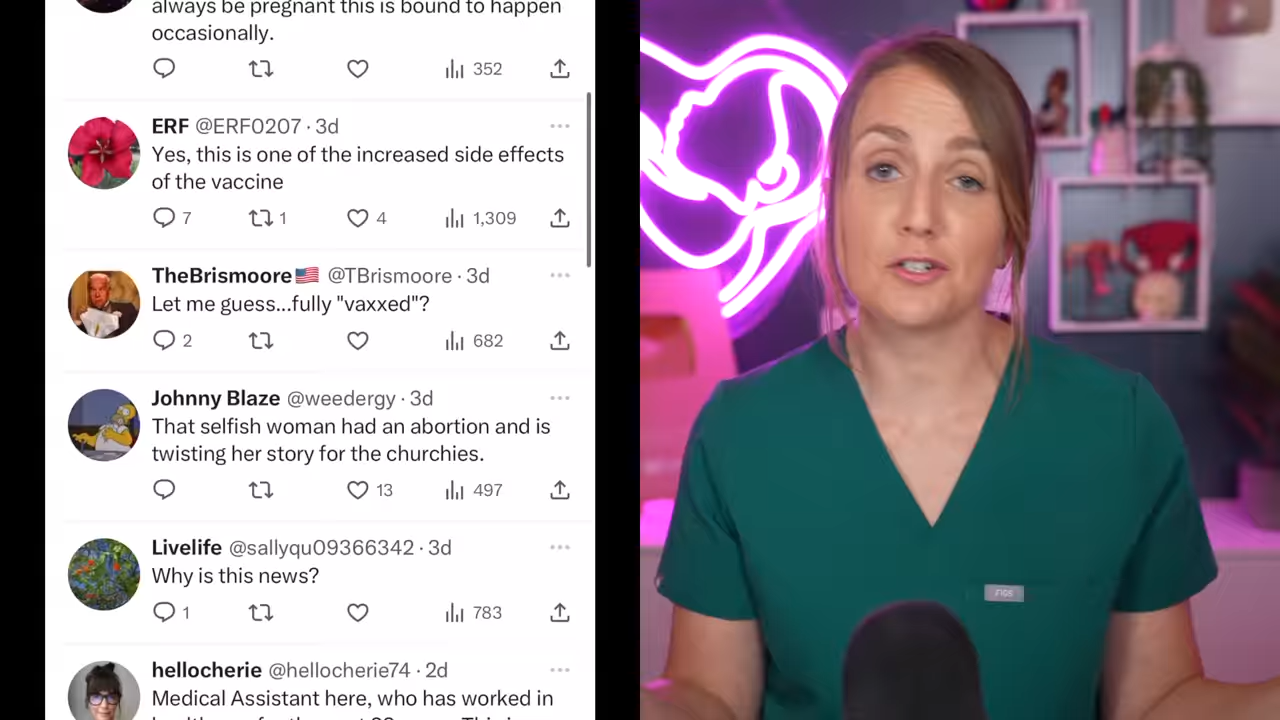 always be pregnant this is bound to happen
occasionally.
352
ERF @ERF0207 · 3d
Yes, this is one of the increased side effects
of the vaccine
7 1 4 1,309
TheBrismoore🇺🇸 @TBrismoore · 3d
Let me guess...fully "vaxxed"?
2 682
Johnny Blaze @weedergy · 3d
That selfish woman had an abortion and is
twisting her story for the churchies.
13 497
Livelife @sallyqu09366342 · 3d
Why is this news?
1 783
hellocherie @hellocherie74 · 2d
Medical Assistant here, who has worked in
FIGS